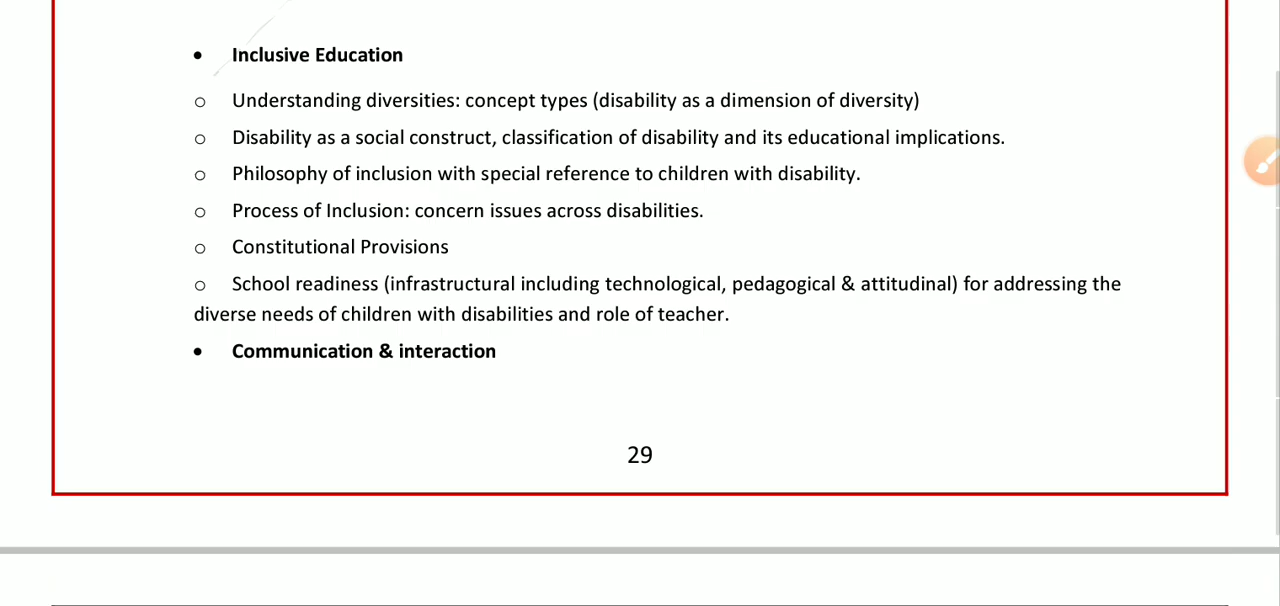 • Inclusive Education
o Understanding diversities: concept types (disability as a dimension of diversity)
o Disability as a social construct, classification of disability and its educational implications.
o Philosophy of inclusion with special reference to children with disability.
o Process of Inclusion: concern issues across disabilities.
o Constitutional Provisions
o School readiness (infrastructural including technological, pedagogical & attitudinal) for addressing the
diverse needs of children with disabilities and role of teacher.
• Communication & interaction
29